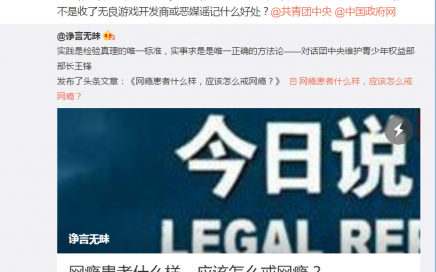 不是收了无良游戏开发商或恶媒谣记什么好处？@共青团中央 @中国政府网
@诤言无昧
实践是检验真理的唯一标准，实事求是是唯一正确的方法论——对话团中央维护青少年权益部
部长王锋
发布了头条文章：《网瘾患者什么样，应该怎么戒网瘾？》 网瘾患者什么样，应该怎么戒
网瘾？
今日说
LEGAL REP
诤言无昧
网瘾患者什么样，应该怎么戒网瘾？